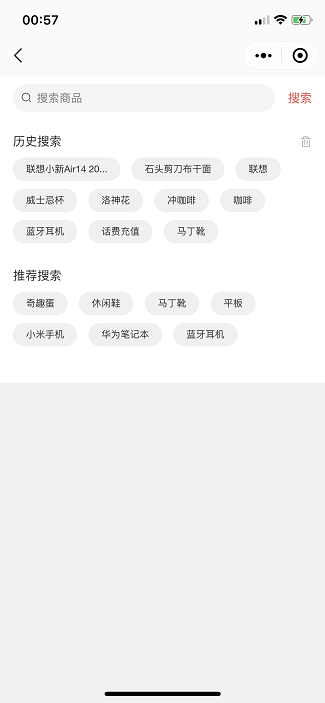 00:57
搜索商品
搜索
历史搜索
联想小新Air14 20... 石头剪刀布干面 联想
威士忌杯 洛神花 冲咖啡 咖啡
蓝牙耳机 话费充值 马丁靴
推荐搜索
奇趣蛋 休闲鞋 马丁靴 平板
小米手机 华为笔记本 蓝牙耳机